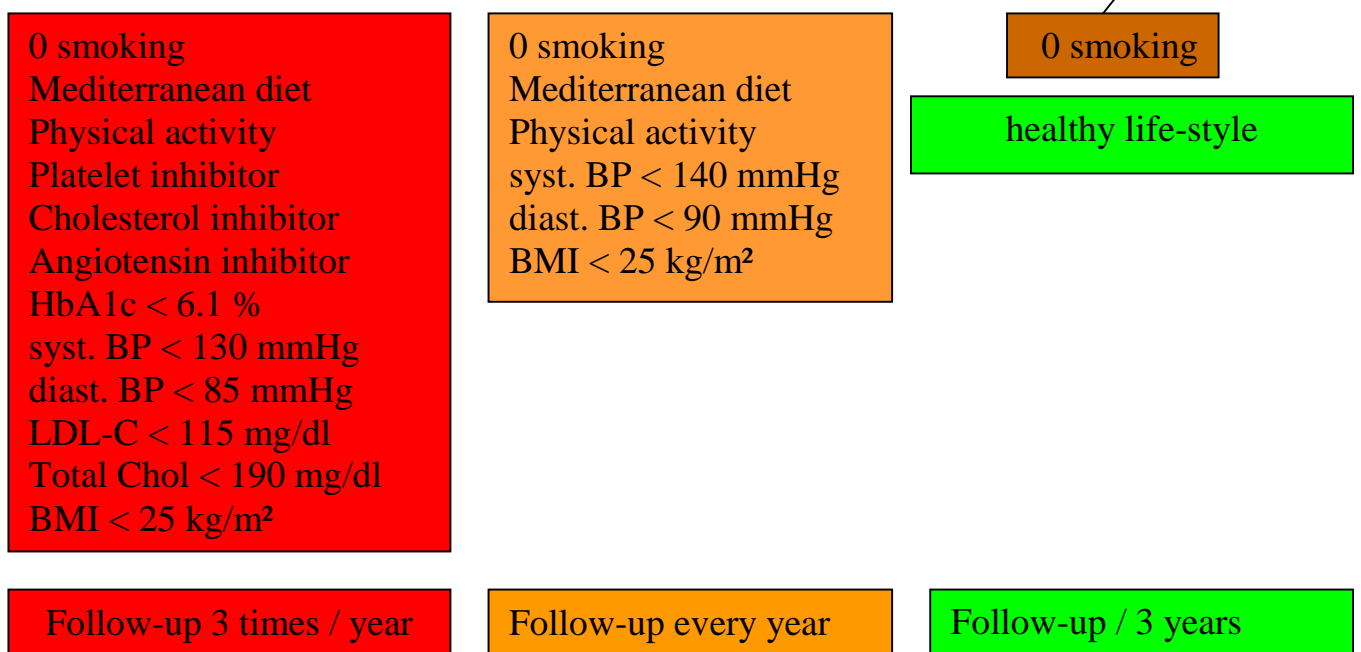 0 smoking
Mediterranean diet
Physical activity
Platelet inhibitor
Cholesterol inhibitor
Angiotensin inhibitor
HbA1c < 6.1 %
syst. BP < 130 mmHg
diast. BP < 85 mmHg
LDL-C < 115 mg/dl
Total Chol < 190 mg/dl
BMI < 25 kg/m²
0 smoking
Mediterranean diet
Physical activity
syst. BP < 140 mmHg
diast. BP < 90 mmHg
BMI < 25 kg/m²
0 smoking
healthy life-style
Follow-up 3 times / year
Follow-up every year
Follow-up / 3 years